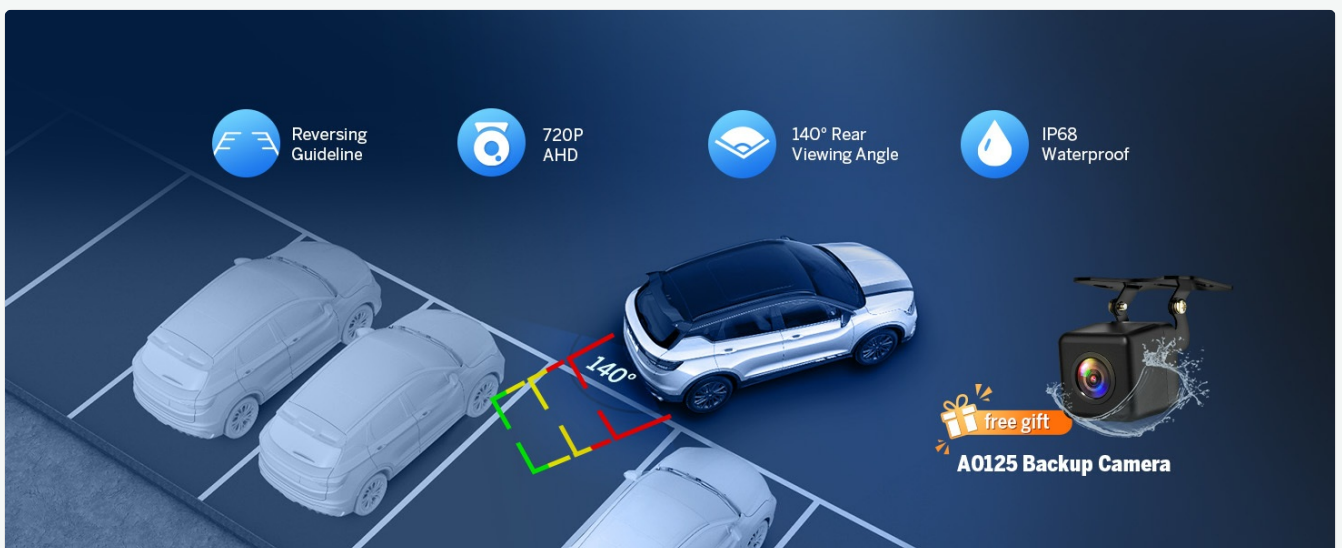 Reversing
Guideline
720P
AHD
140° Rear
Viewing Angle
IP68
Waterproof
140°
free gift
A0125 Backup Camera